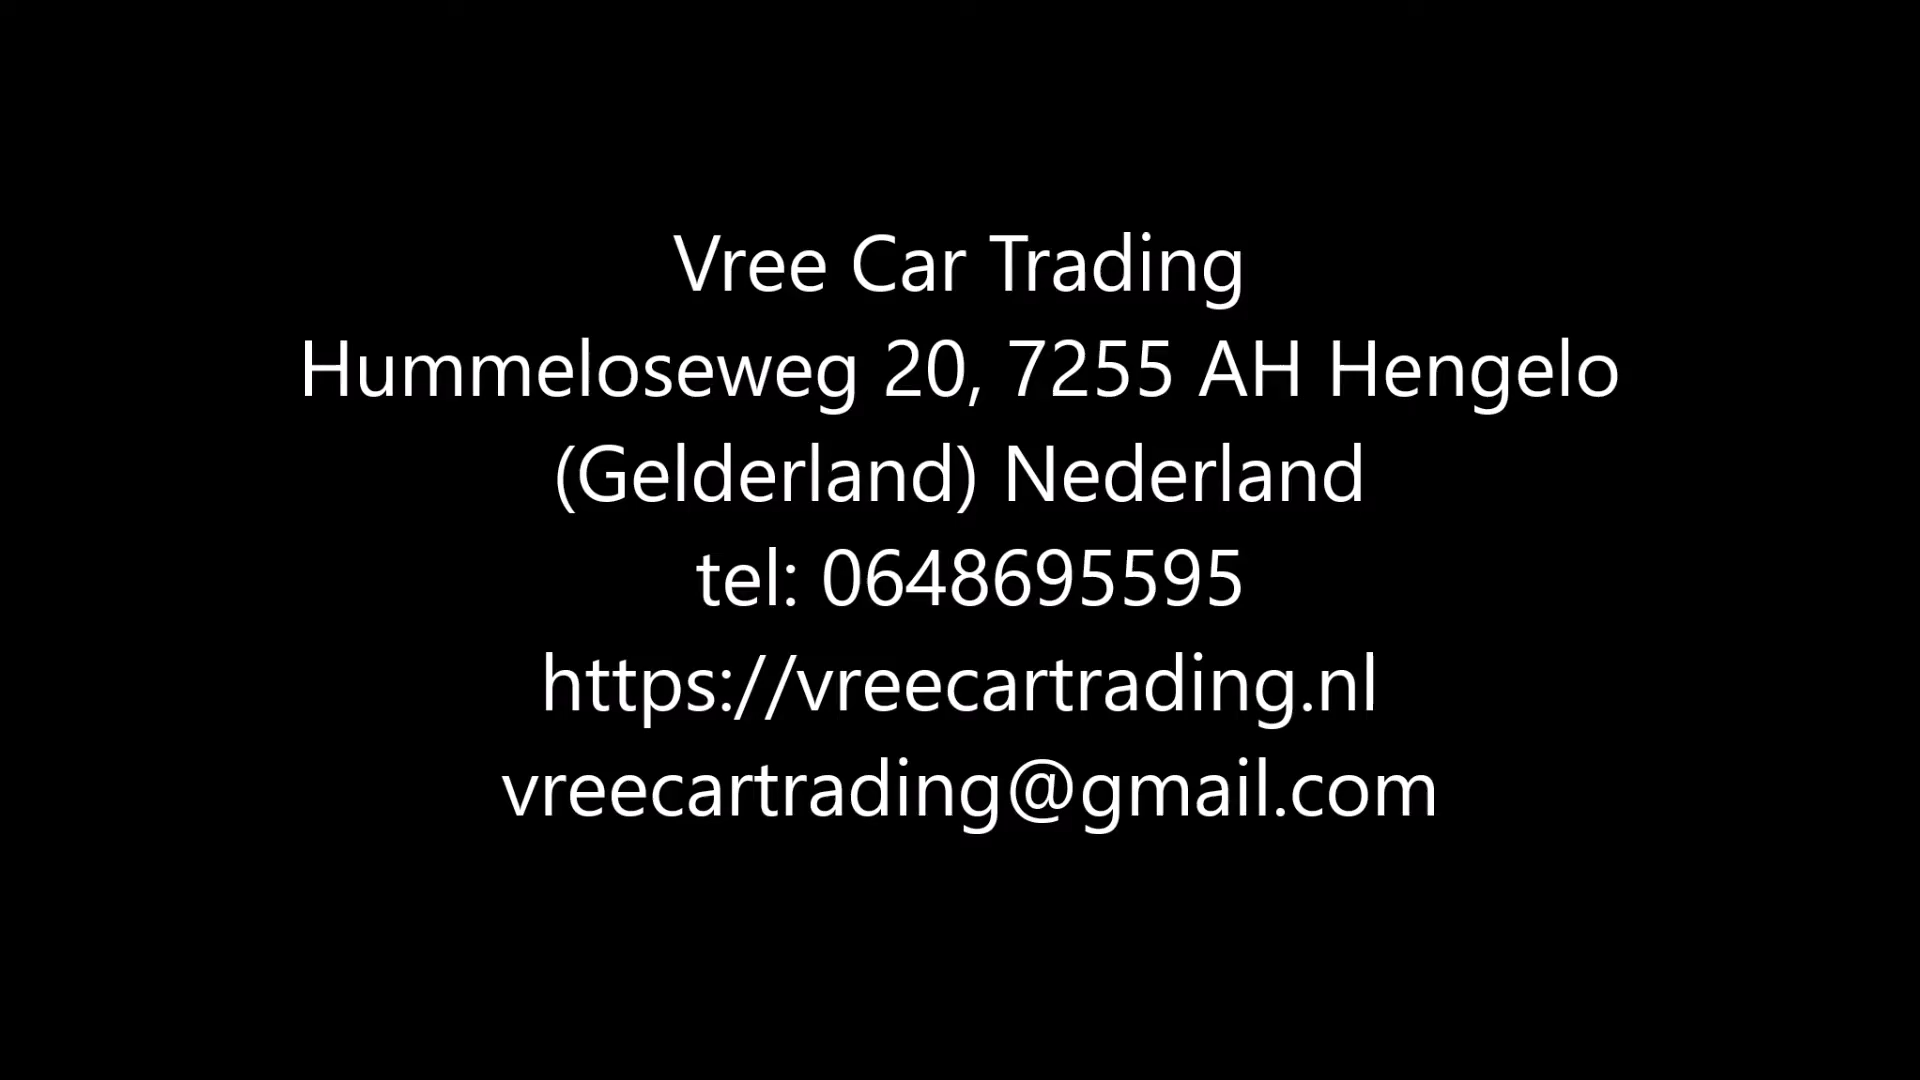 Vree Car Trading
Hummeloseweg 20, 7255 AH Hengelo
(Gelderland) Nederland
tel: 0648695595
https://vreecartrading.nl
vreecartrading@gmail.com